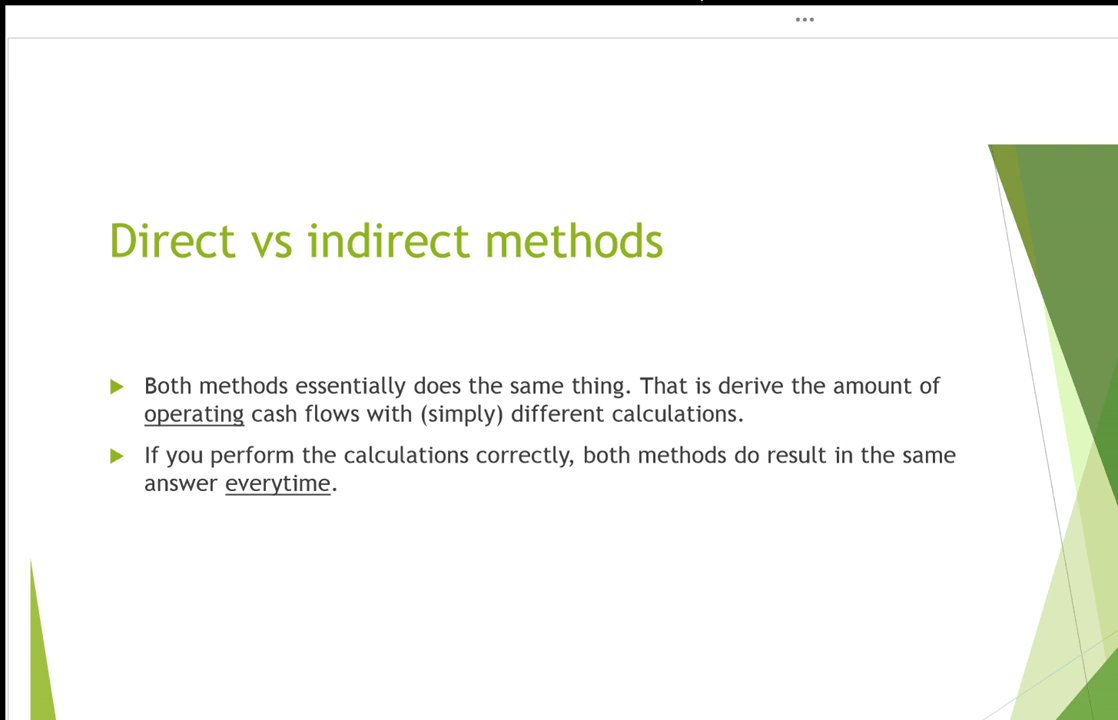 Direct vs indirect methods
Both methods essentially does the same thing. That is derive the amount of
operating cash flows with (simply) different calculations.
If you perform the calculations correctly, both methods do result in the same
answer everytime.